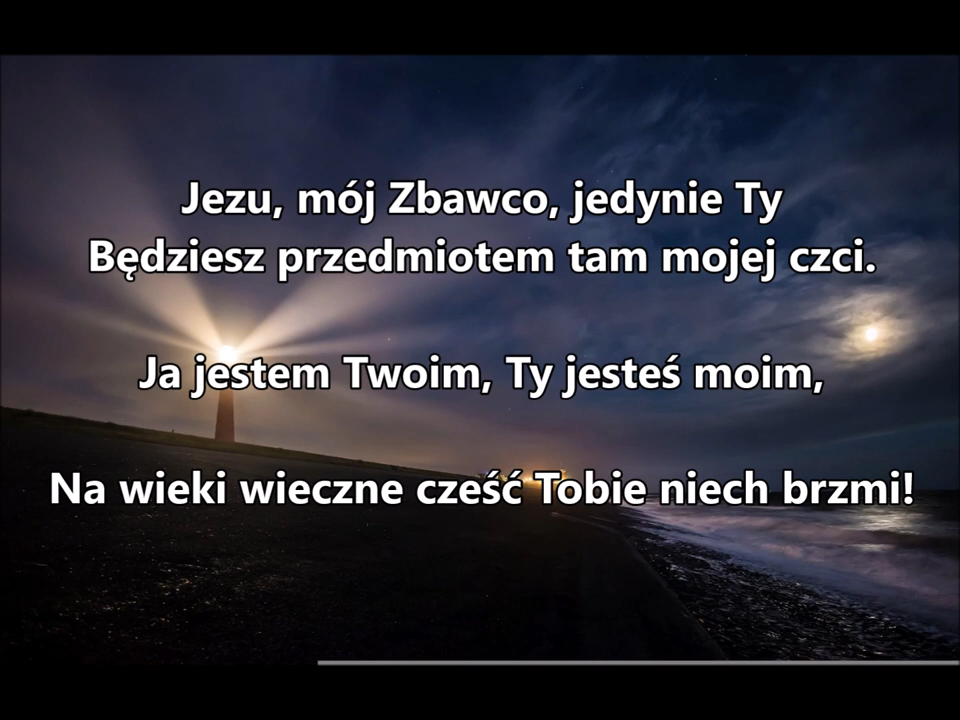 Jezu, mój Zbawco, jedynie Ty
Będziesz przedmiotem tam mojej czci.
Ja jestem Twoim, Ty jesteś moim,
Na wieki wieczne cześć Tobie niech brzmi!